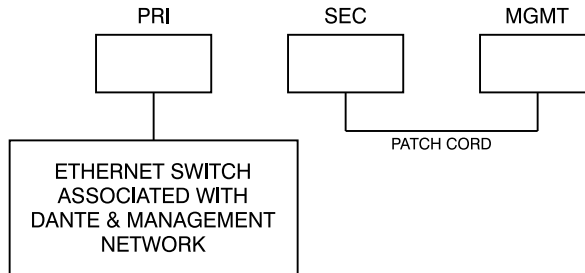 PRI SEC MGMT
PATCH CORD
ETHERNET SWITCH
ASSOCIATED WITH
DANTE & MANAGEMENT
NETWORK